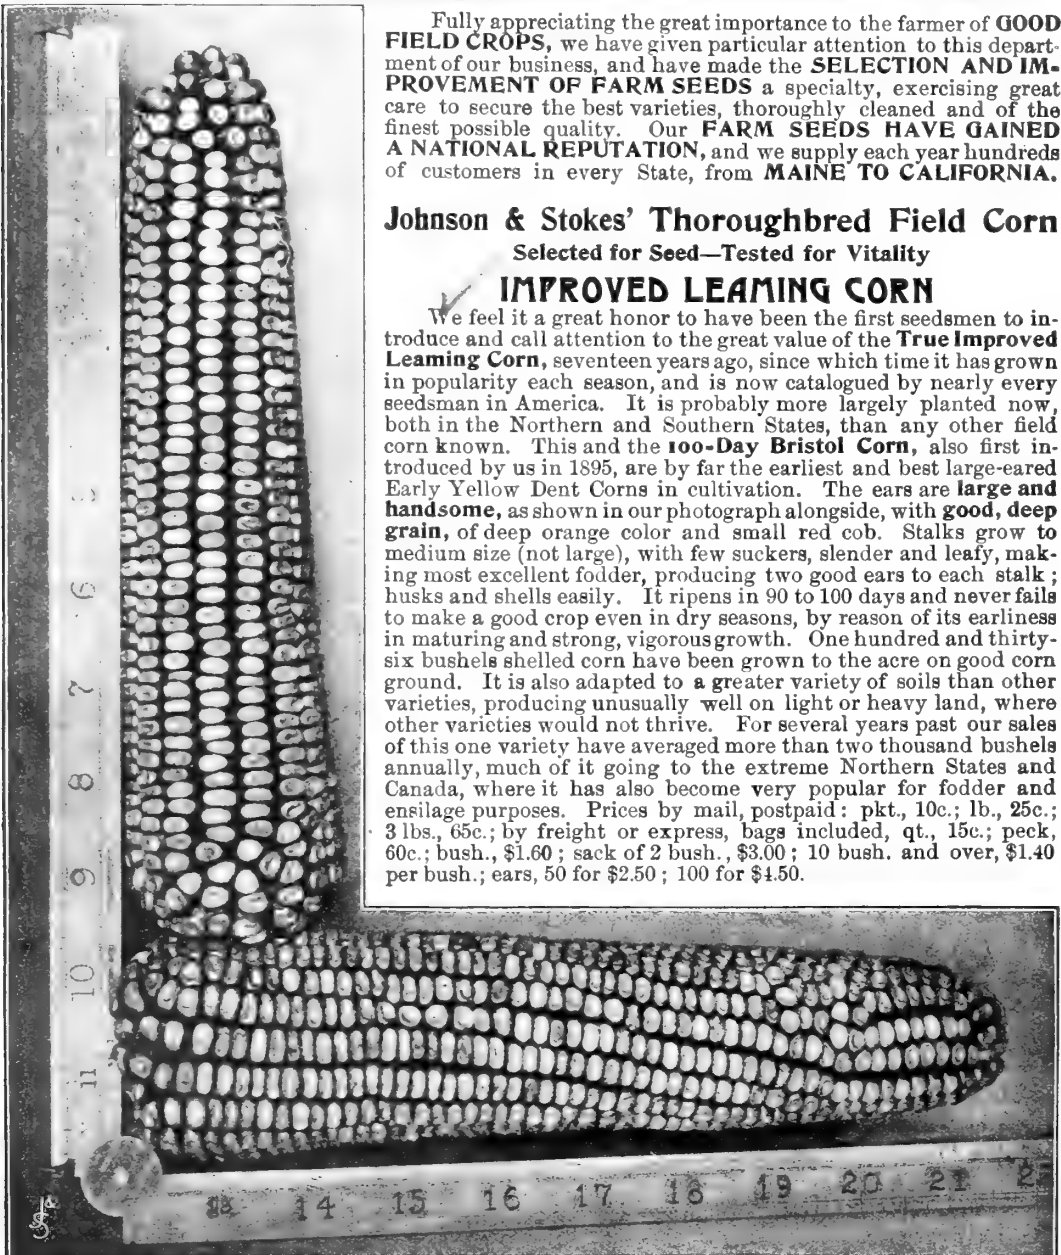 Fully appreciating the great importance to the farmer of GOOD
FIELD CROPS, we have given particular attention to this depart-
ment of our business, and have made the SELECTION AND IM-
PROVEMENT OF FARM SEEDS a specialty, exercising great
care to secure the best varieties, thoroughly cleaned and of the
finest possible quality. Our FARM SEEDS HAVE GAINED
A NATIONAL REPUTATION, and we supply each year hundreds
of customers in every State, from MAINE TO CALIFORNIA.
Johnson & Stokes' Thoroughbred Field Corn
Selected for Seed—Tested for Vitality
IMPROVED LEAMING CORN
We feel it a great honor to have been the first seedsmen to in-
troduce and call attention to the great value of the True Improved
Leaming Corn, seventeen years ago, since which time it has grown
in popularity each season, and is now catalogued by nearly every
seedsman in America. It is probably more largely planted now,
both in the Northern and Southern States, than any other field
corn known. This and the 100-Day Bristol Corn, also first in-
troduced by us in 1895, are by far the earliest and best large-eared
Early Yellow Dent Corns in cultivation. The ears are large and
handsome, as shown in our photograph alongside, with good, deep
grain, of deep orange color and small red cob. Stalks grow to
medium size (not large), with few suckers, slender and leafy, mak-
ing most excellent fodder, producing two good ears to each stalk;
husks and shells easily. It ripens in 90 to 100 days and never fails
to make a good crop even in dry seasons, by reason of its earliness
in maturing and strong, vigorous growth. One hundred and thirty-
six bushels shelled corn have been grown to the acre on good corn
ground. It is also adapted to a greater variety of soils than other
varieties, producing unusually well on light or heavy land, where
other varieties would not thrive. For several years past our sales
of this one variety have averaged more than two thousand bushels
annually, much of it going to the extreme Northern States and
Canada, where it has also become very popular for fodder and
ensilage purposes. Prices by mail, postpaid: pkt., 10c.; lb., 25c.;
3 lbs., 65c.; by freight or express, bags included, qt., 15c.; peck,
60c.; bush., $1.60; sack of 2 bush., $3.00; 10 bush. and over, $1.40
per bush.; ears, 50 for $2.50; 100 for $4.50.
6
7
8
9
10
11
14 15 16 17 18 19 20 21